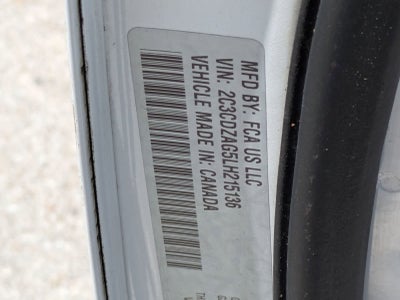 MFD BY: FCA US LLC
VIN: 2C3CDZAG5LH215136
VEHICLE MADE IN: CANADA